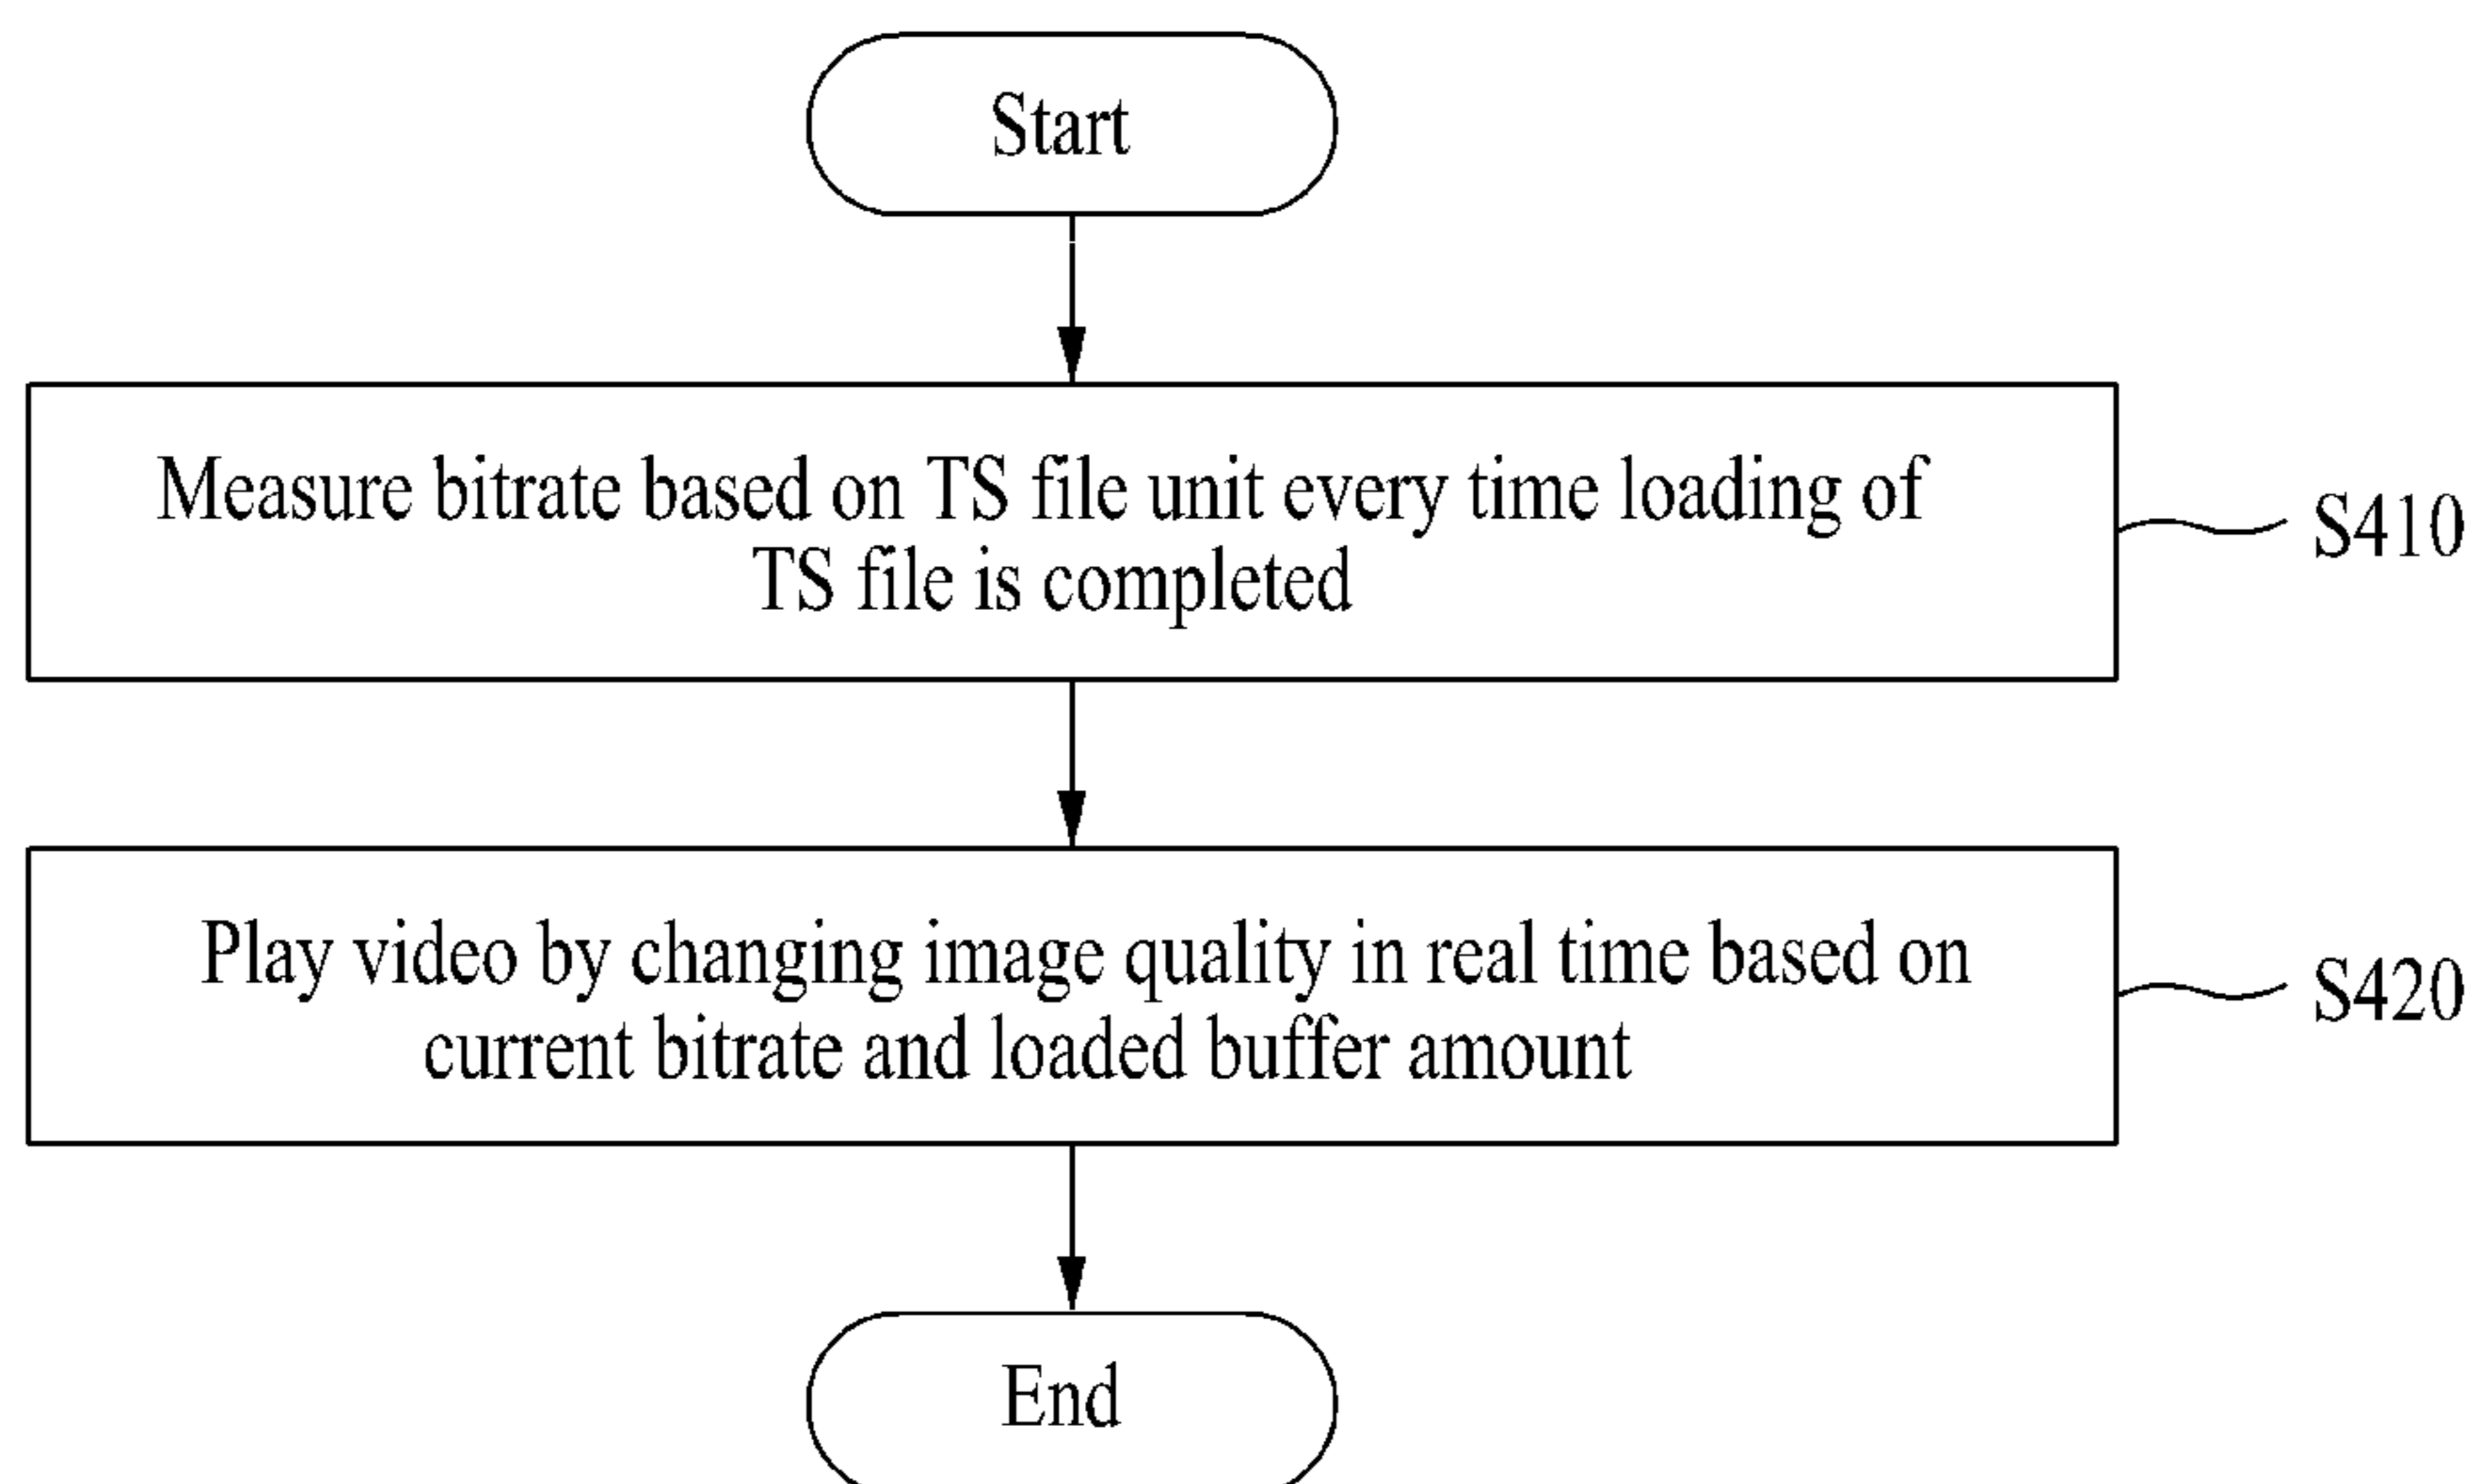 Start
Measure bitrate based on TS file unit every time loading of
TS file is completed
S410
Play video by changing image quality in real time based on
current bitrate and loaded buffer amount
S420
End